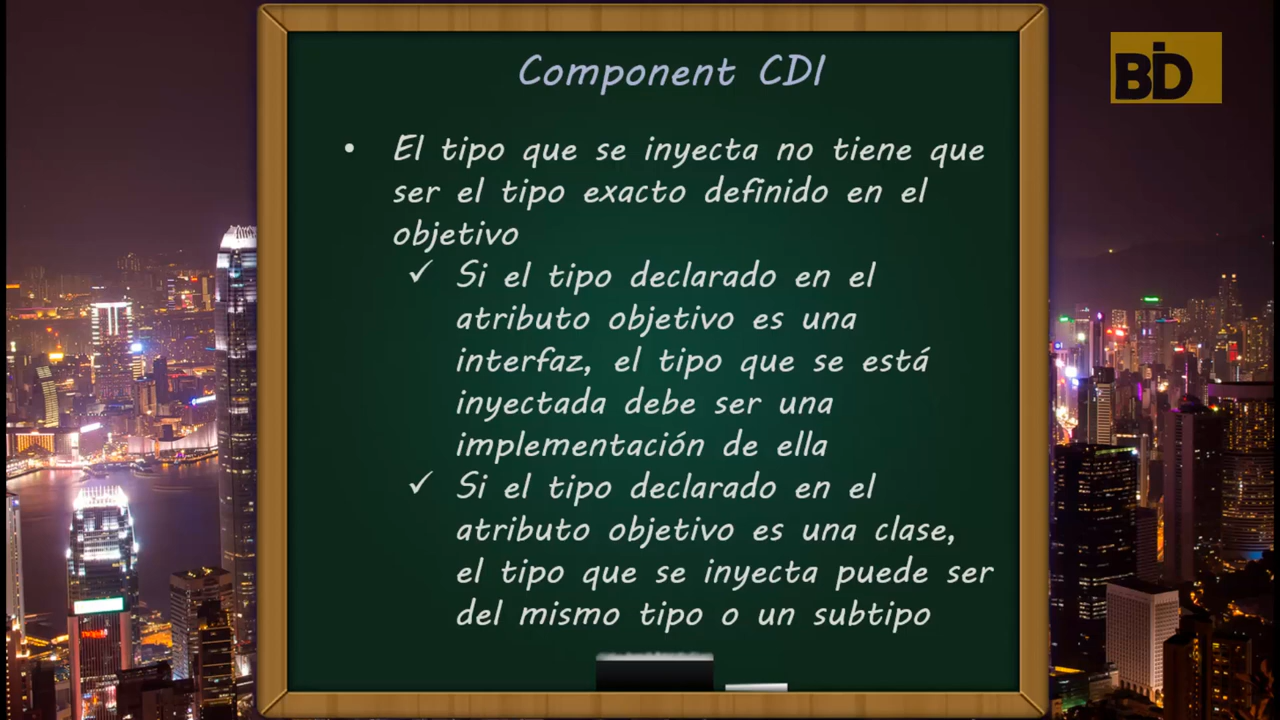 Component CDI
BID
• El tipo que se inyecta no tiene que
ser el tipo exacto definido en el
objetivo
✓ Si el tipo declarado en el
atributo objetivo es una
interfaz, el tipo que se está
inyectada debe ser una
implementación de ella
✓ Si el tipo declarado en el
atributo objetivo es una clase,
el tipo que se inyecta puede ser
del mismo tipo o un subtipo